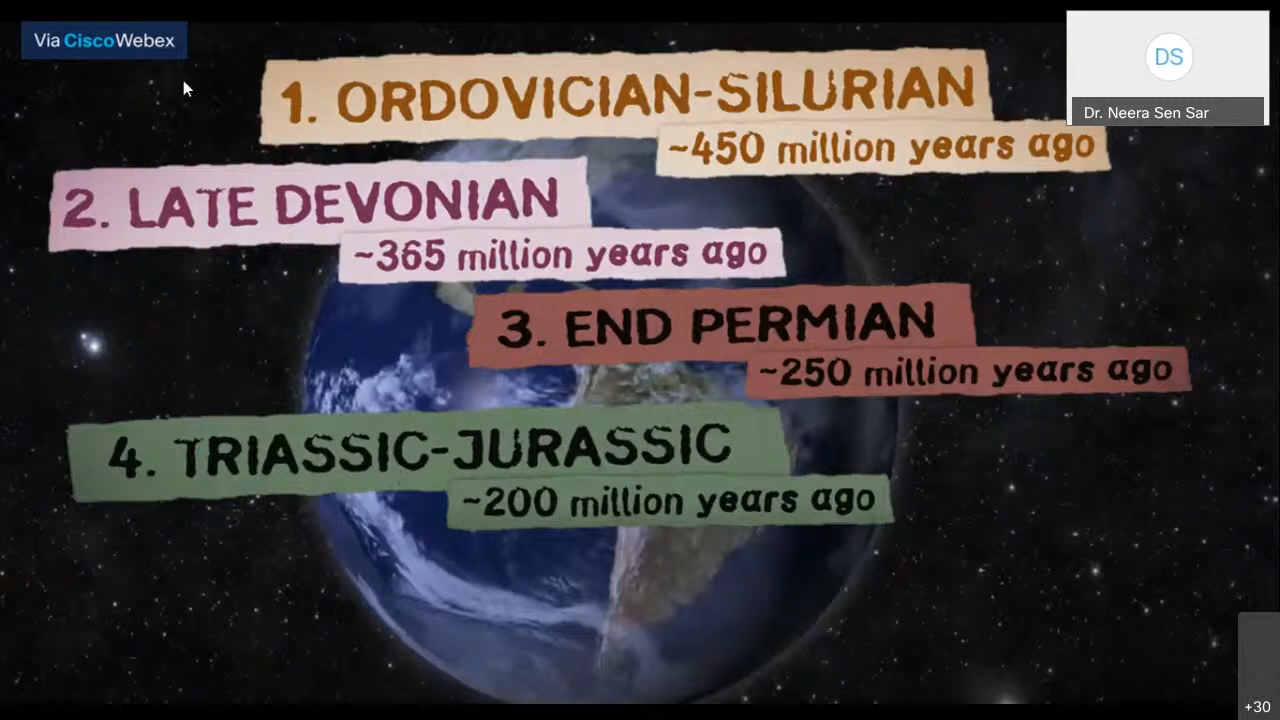 Via CiscoWebex
DS
Dr. Neera Sen Sar
1. ORDOVICIAN-SILURIAN
~450 million years ago
2. LATE DEVONIAN
~365 million years ago
3. END PERMIAN
~250 million years ago
4. TRIASSIC-JURASSIC
~200 million years ago
+30